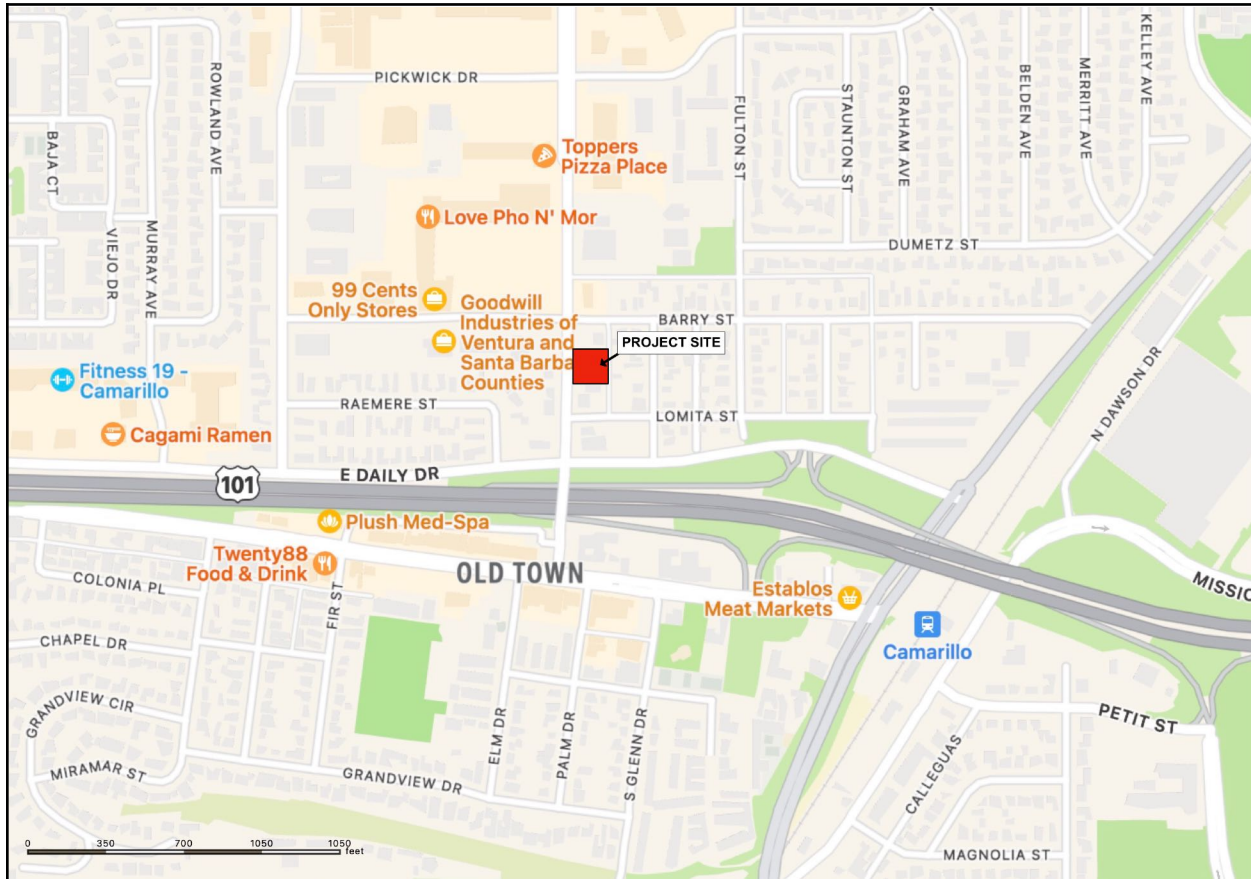 PICKWICK DR
ROWLAND AVE
BAJA CT
VIEJO DR
MURRAY AVE
Toppers
Pizza Place
Love Pho N' Mor
FULTON ST
STAUNTON ST
GRAHAM AVE
BELDEN AVE
MERRITT AVE
KELLEY AVE
DUMETZ ST
99 Cents
Only Stores
Goodwill
Industries of
Ventura and
Santa Barba
Counties
BARRY ST
PROJECT SITE
Fitness 19 -
Camarillo
Cagami Ramen
RAEMERE ST
LOMITA ST
N DAWSON DR
E DAILY DR
101
Plush Med-Spa
Twenty88
Food & Drink
OLD TOWN
COLONIA PL
FIR ST
CHAPEL DR
Establos
Meat Markets
Camarillo
MISSIO
GRANDVIEW CIR
MIRAMAR ST
GRANDVIEW DR
ELM DR
PALM DR
S GLENN DR
PETIT ST
CALLEGUAS
MAGNOLIA ST
0 350 700 1050 1050
feet